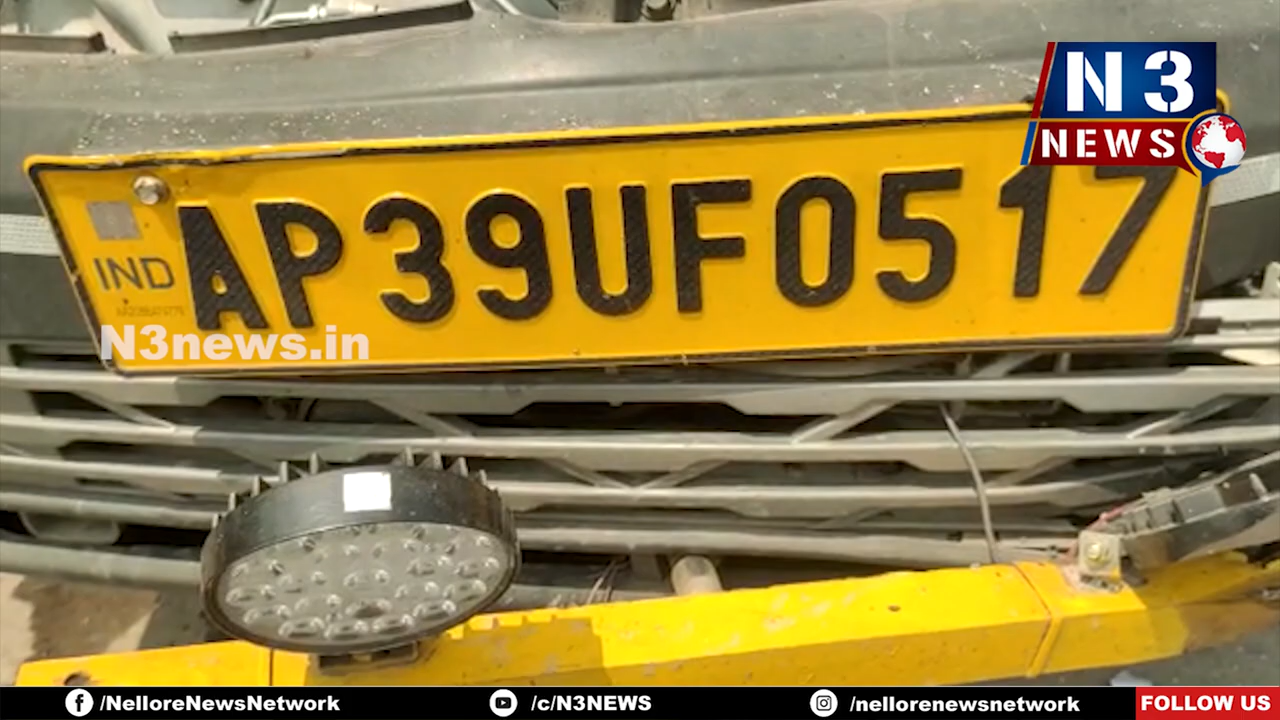 N3
NEWS
AP39UF0517
IND
N3news.in
/NelloreNewsNetwork
/c/N3NEWS
/nellorenewsnetwork
FOLLOW US